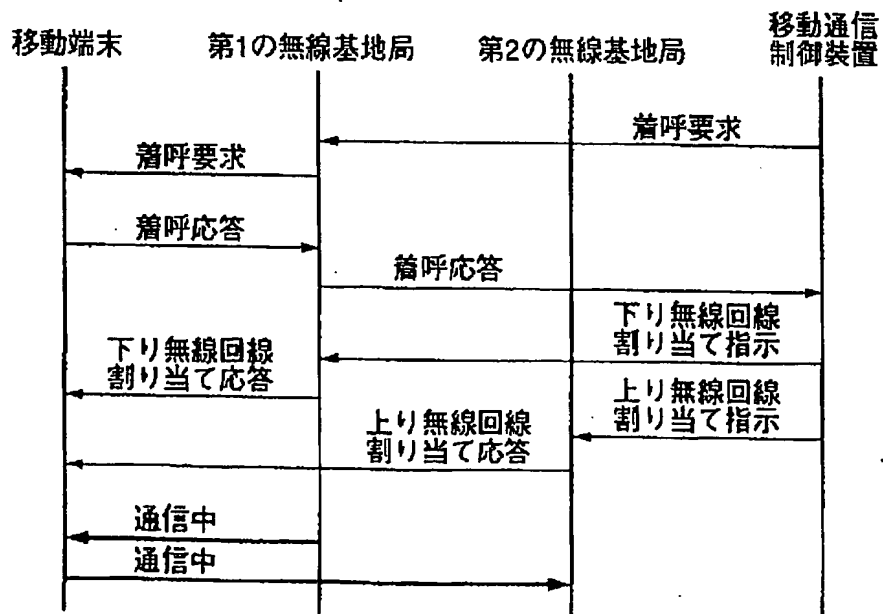 移動端末
第1の無線基地局
第2の無線基地局
移動通信
制御装置
着呼要求
着呼要求
着呼応答
着呼応答
下り無線回線
割り当て指示
下り無線回線
割り当て応答
上り無線回線
割り当て指示
上り無線回線
割り当て応答
通信中
通信中